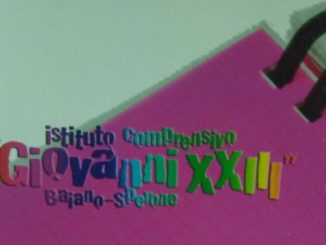 istituto comprensivo
"Giovanni XXIII"
Baiano-Sperone